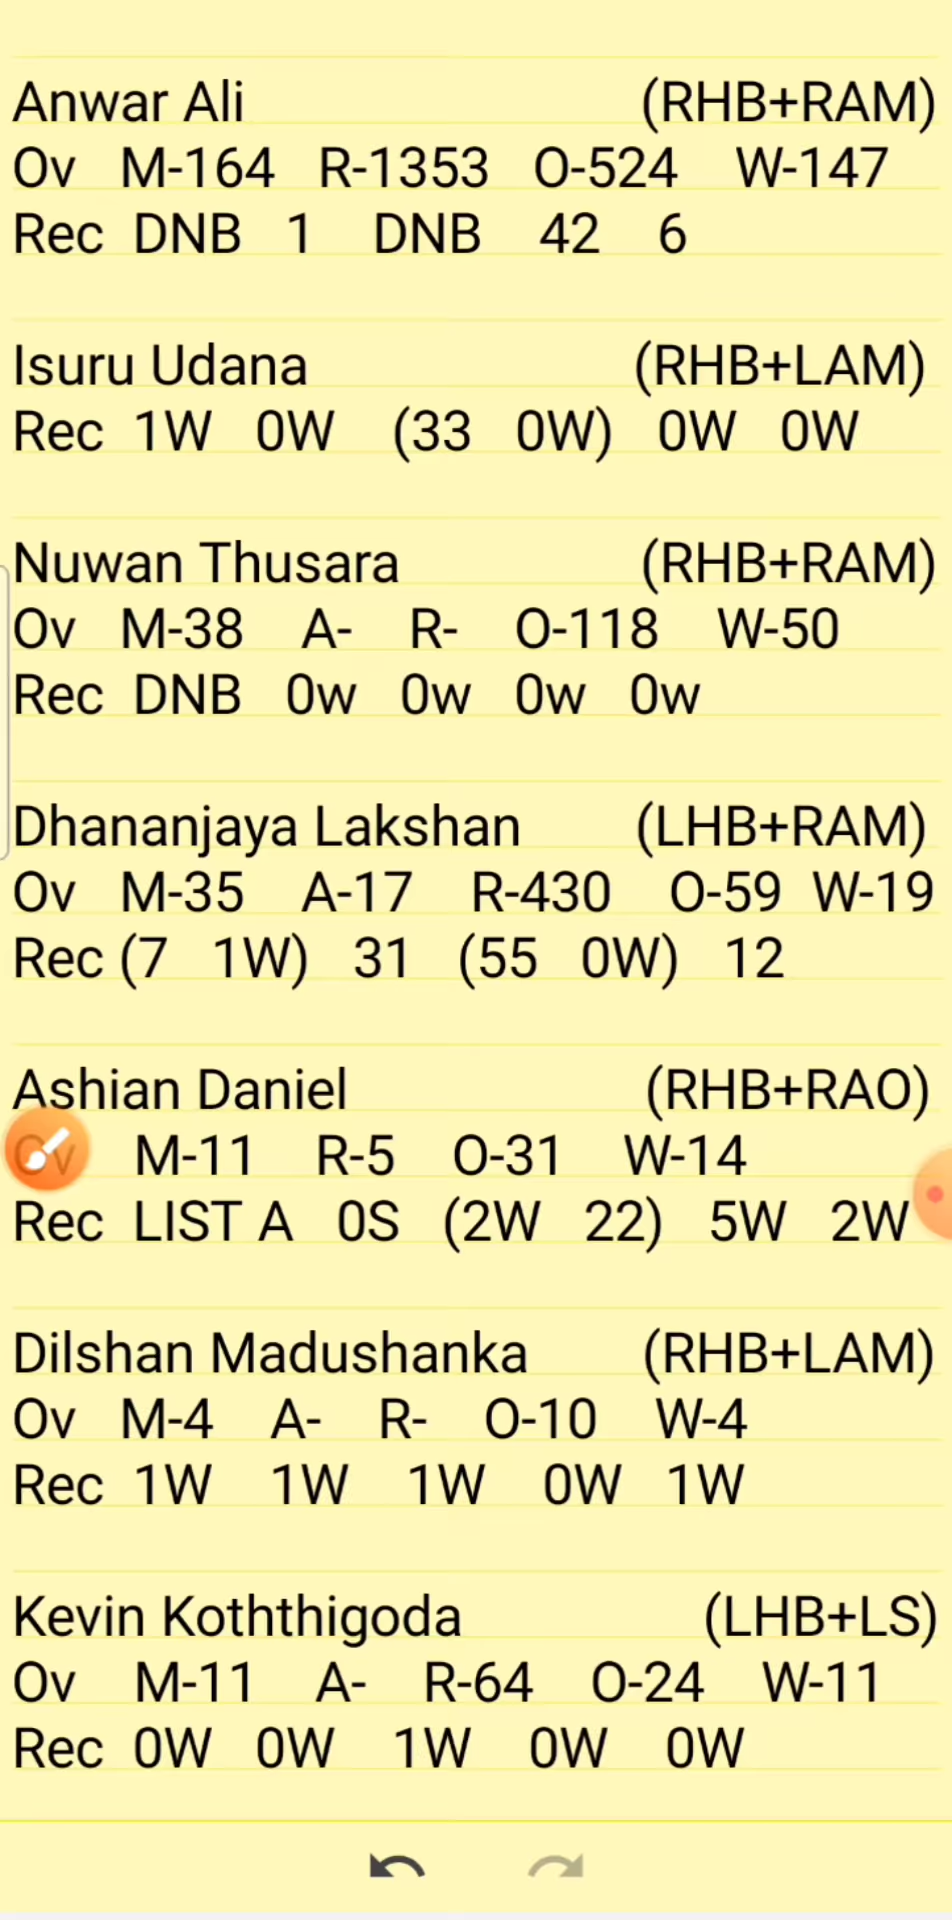 Anwar Ali (RHB+RAM)
Ov M-164 R-1353 O-524 W-147
Rec DNB 1 DNB 42 6
Isuru Udana (RHB+LAM)
Rec 1W 0W (33 0W) 0W 0W
Nuwan Thusara (RHB+RAM)
Ov M-38 A- R- O-118 W-50
Rec DNB 0w 0w 0w 0w
Dhananjaya Lakshan (LHB+RAM)
Ov M-35 A-17 R-430 O-59 W-19
Rec (7 1W) 31 (55 0W) 12
Ashian Daniel (RHB+RAO)
Ov M-11 R-5 O-31 W-14
Rec LIST A 0S (2W 22) 5W 2W
Dilshan Madushanka (RHB+LAM)
Ov M-4 A- R- O-10 W-4
Rec 1W 1W 1W 0W 1W
Kevin Koththigoda (LHB+LS)
Ov M-11 A- R-64 O-24 W-11
Rec 0W 0W 1W 0W 0W